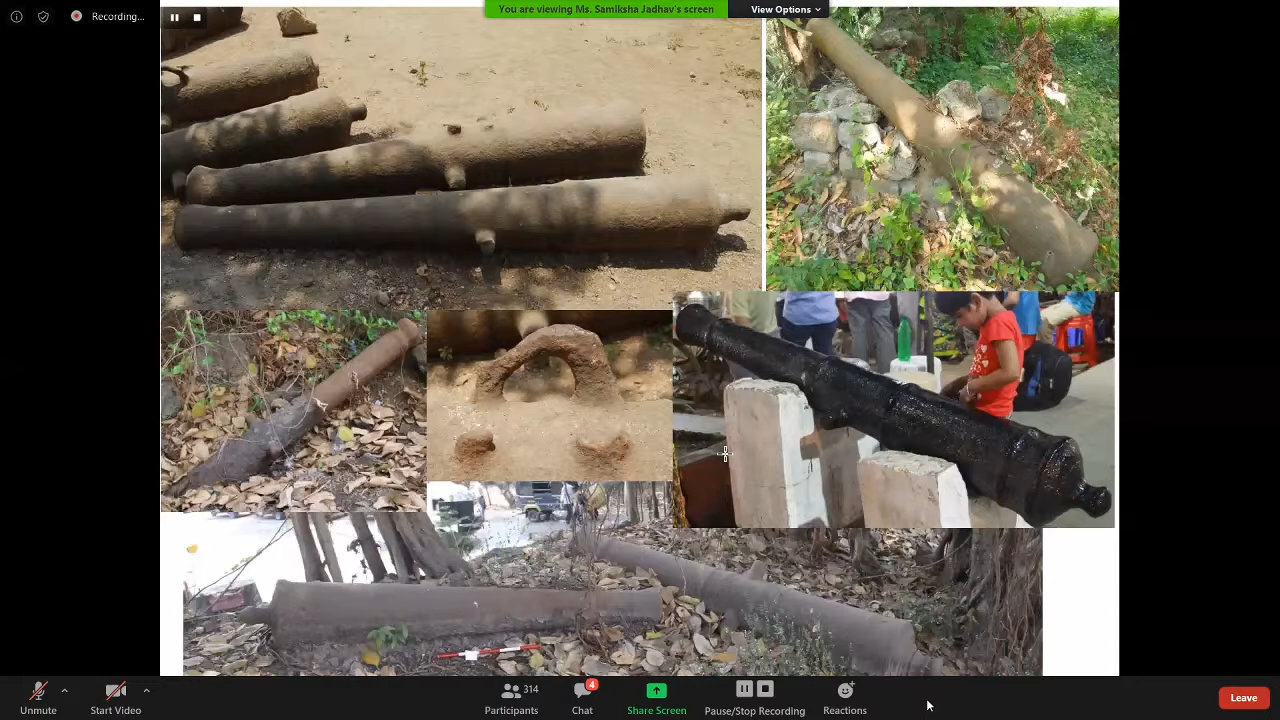 Recording...
You are viewing Ms. Samiksha Jadhav's screen
View Options
Unmute
Start Video
314
Participants
4
Chat
Share Screen
Pause/Stop Recording
Reactions
Leave